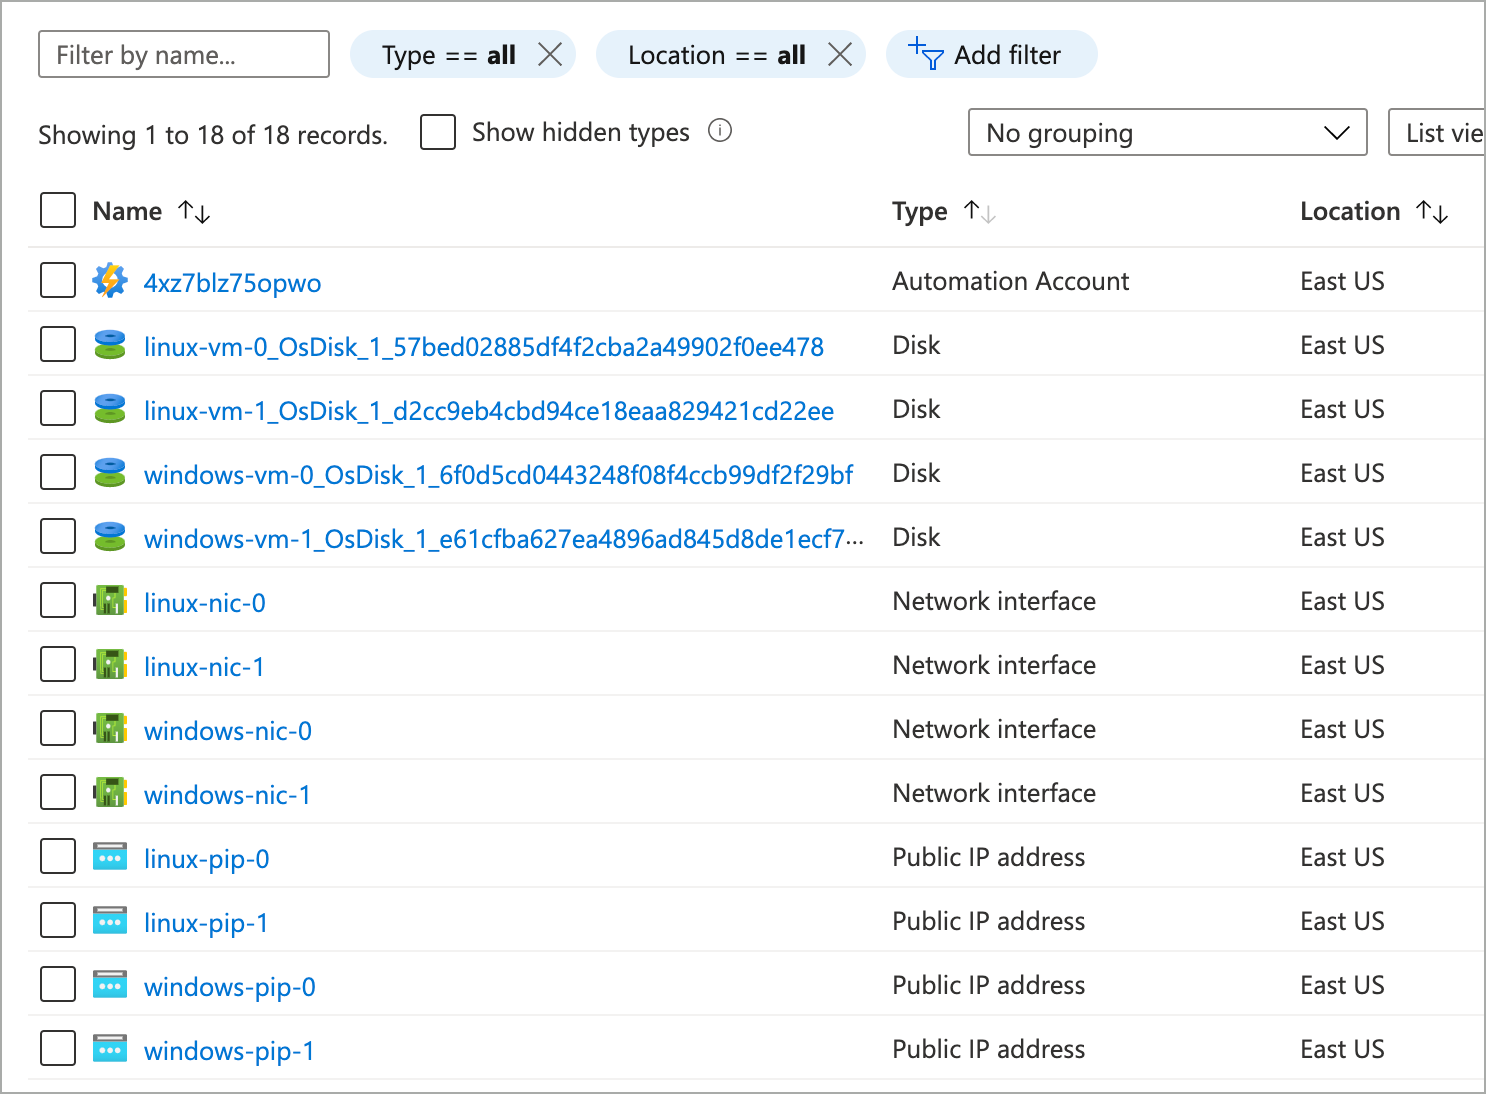 Filter by name... Type == all Location == all Add filter
Showing 1 to 18 of 18 records. Show hidden types No grouping List vie
Name Type Location
4xz7blz75opwo Automation Account East US
linux-vm-0_OsDisk_1_57bed02885df4f2cba2a49902f0ee478 Disk East US
linux-vm-1_OsDisk_1_d2cc9eb4cbd94ce18eaa829421cd22ee Disk East US
windows-vm-0_OsDisk_1_6f0d5cd0443248f08f4ccb99df2f29bf Disk East US
windows-vm-1_OsDisk_1_e61cfba627ea4896ad845d8de1ecf7... Disk East US
linux-nic-0 Network interface East US
linux-nic-1 Network interface East US
windows-nic-0 Network interface East US
windows-nic-1 Network interface East US
linux-pip-0 Public IP address East US
linux-pip-1 Public IP address East US
windows-pip-0 Public IP address East US
windows-pip-1 Public IP address East US